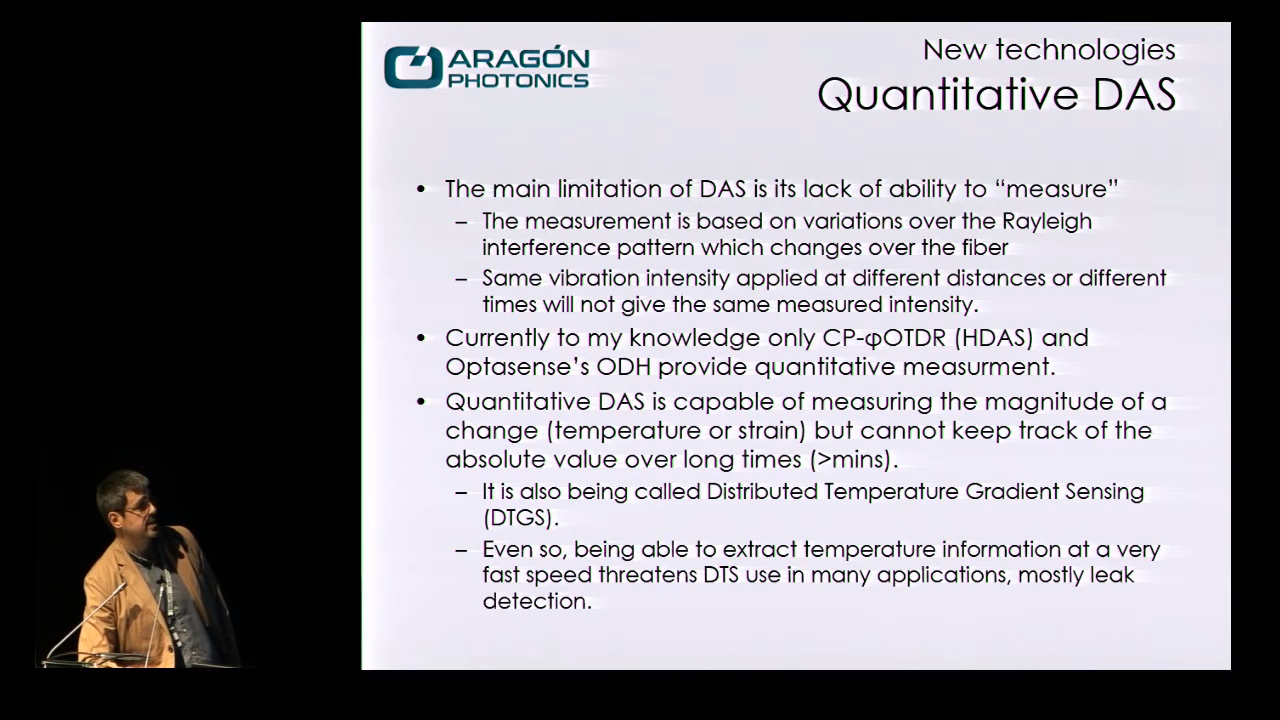 ARAGÓN
PHOTONICS
New technologies
Quantitative DAS
• The main limitation of DAS is its lack of ability to “measure”
– The measurement is based on variations over the Rayleigh
interference pattern which changes over the fiber
– Same vibration intensity applied at different distances or different
times will not give the same measured intensity.
• Currently to my knowledge only CP-φOTDR (HDAS) and
Optasense’s ODH provide quantitative measurment.
• Quantitative DAS is capable of measuring the magnitude of a
change (temperature or strain) but cannot keep track of the
absolute value over long times (>mins).
– It is also being called Distributed Temperature Gradient Sensing
(DTGS).
– Even so, being able to extract temperature information at a very
fast speed threatens DTS use in many applications, mostly leak
detection.